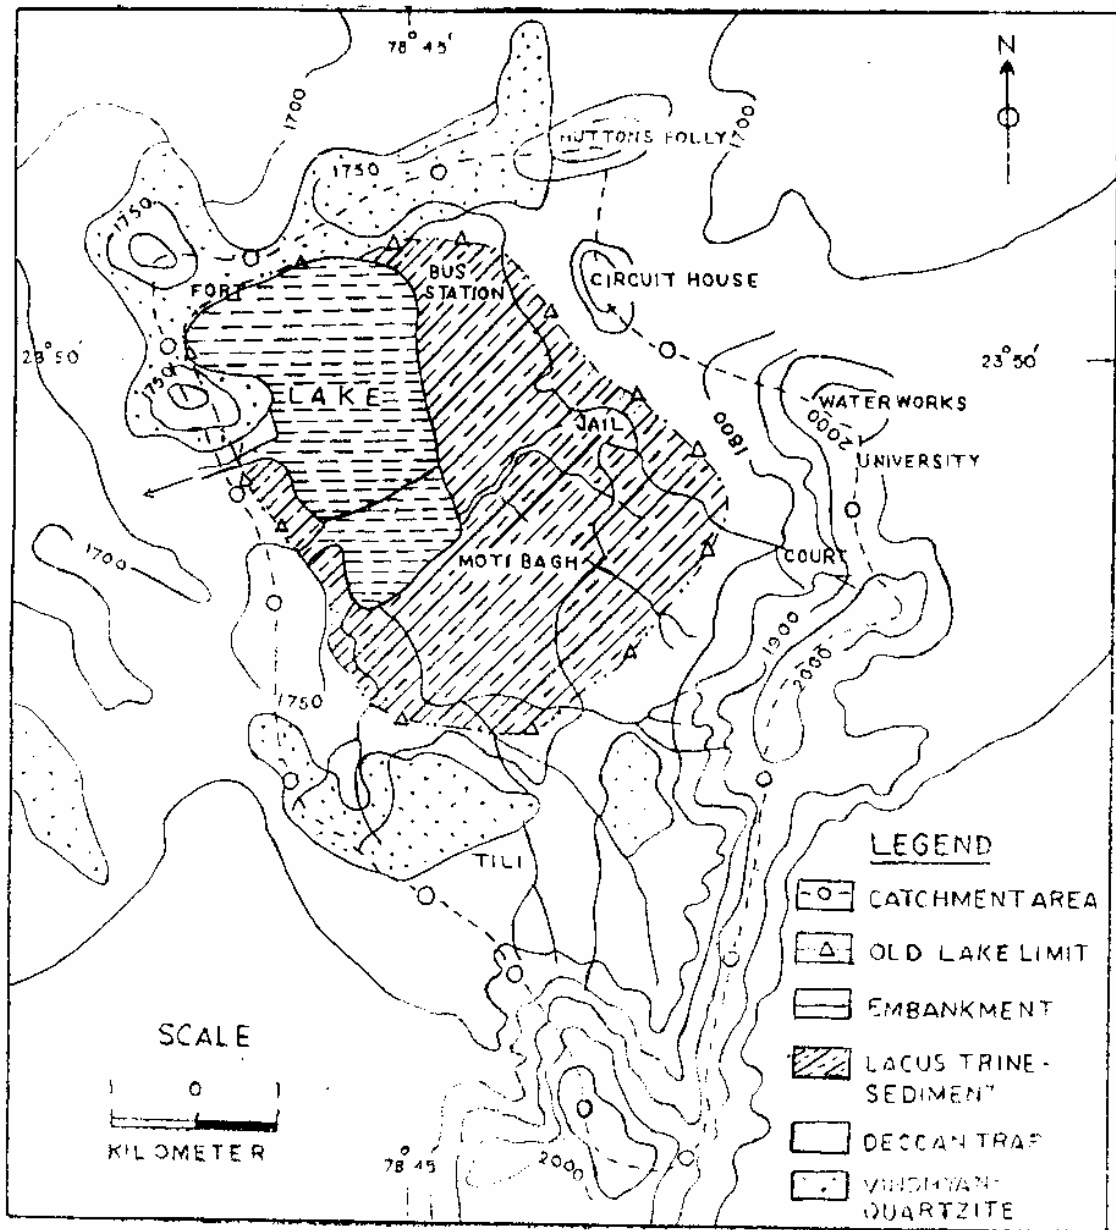 78° 45'
N
1700
1700
HUTTONS FOLLY
1750
1750
BUS
STATION
CIRCUIT HOUSE
FORT
23° 50'
23° 50'
1750
LAKE
WATER WORKS
JAIL
1800
2000
UNIVERSITY
1700
MOTI BAGH
COURT
1900
2000
1750
TILI
LEGEND
CATCHMENT AREA
OLD LAKE LIMIT
EMBANKMENT
SCALE
0
LACUS TRINE-
SEDIMENT
KILOMETER
78° 45
2000
DECCAN TRAP
VINDHYAN-
QUARTZITE